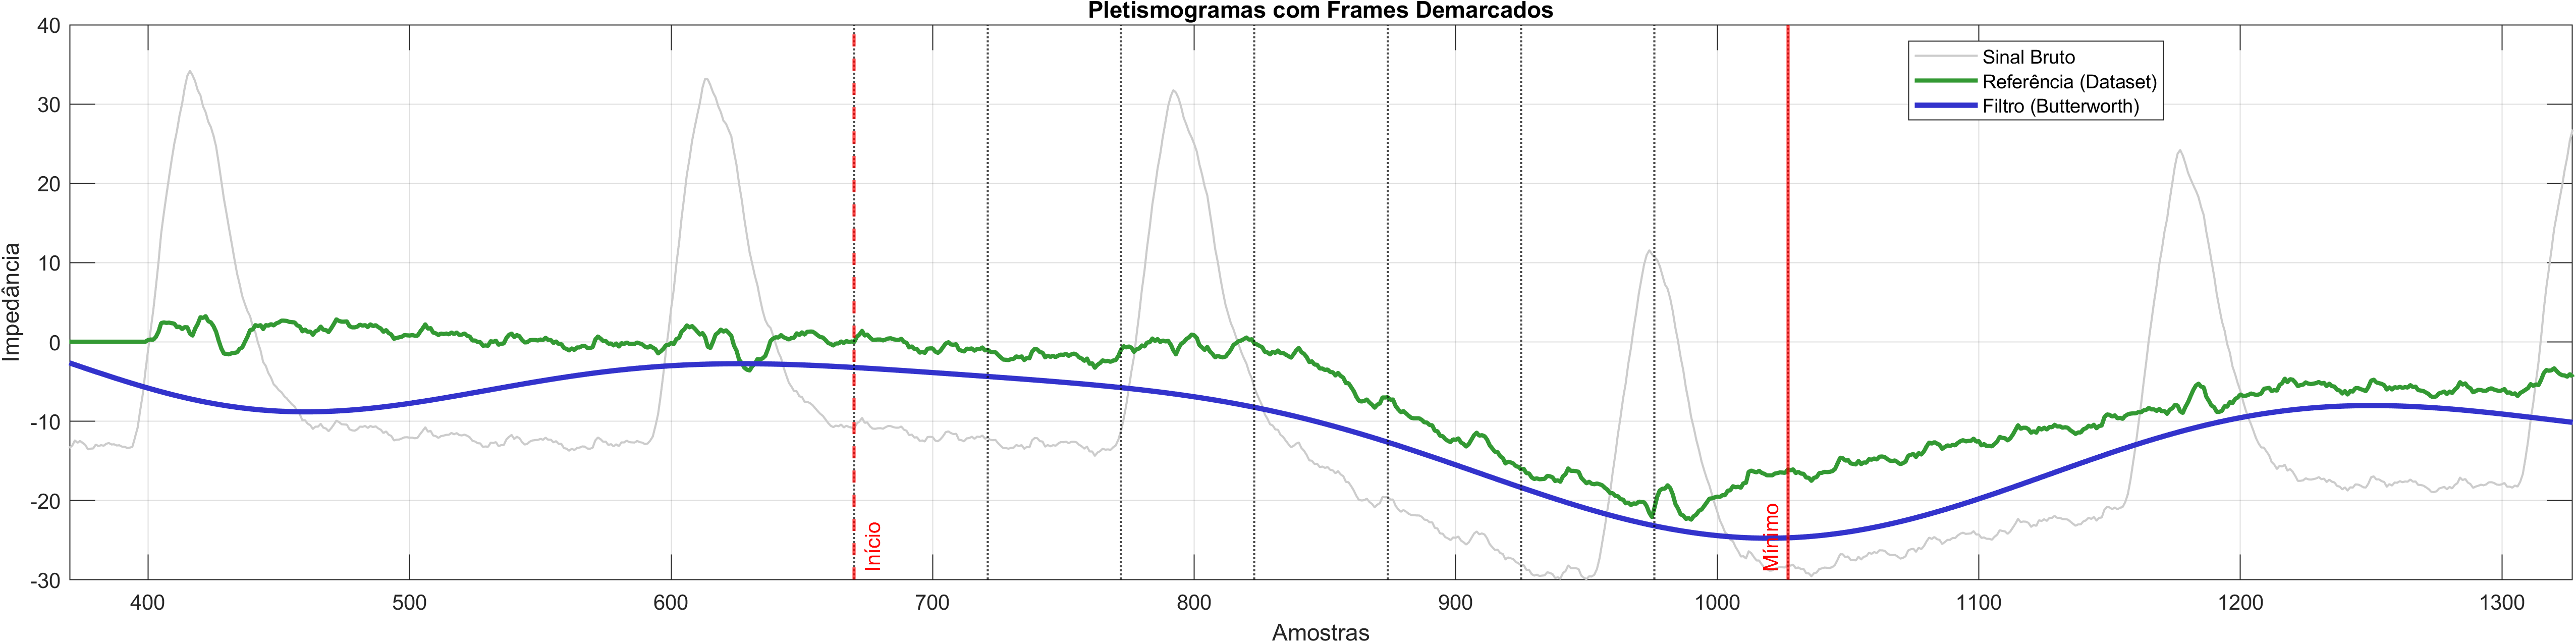 Pletismogramas com Frames Demarcados
40
30
20
10
0
-10
-20
-30
Impedância
Sinal Bruto
Referência (Dataset)
Filtro (Butterworth)
Início
Mínimo
400 500 600 700 800 900 1000 1100 1200 1300
Amostras